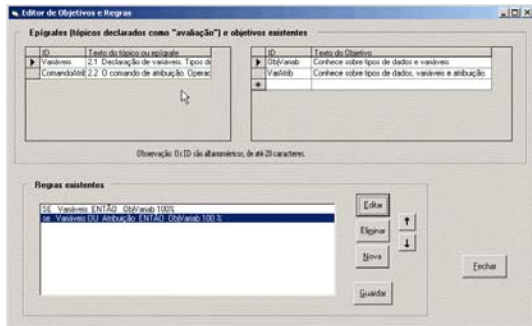 Editor de Objetivos e Regras
Epígrafes (tópicos declarados como "avaliação") e objetivos existentes
ID Texto do tópico ou epígrafe
Variáveis 2.1 Declaração de variáveis. Tipos de
ComandoAtrib 2.2 O comando de atribuição. Operac
ID Texto do Objetivo
ObjVariab Conhece sobre tipos de dados e variáveis
VarAtrib Conhece sobre tipos de dados, variáveis e atribuição.
Observação: Os ID são alfanuméricos, de até 20 caracteres.
Regras existentes
SE Variáveis ENTÃO ObjVariab 100%
se Variáveis OU Atribuição ENTÃO ObjVariab 100 %
Editar
Eliminar
Nova
Guardar
Fechar